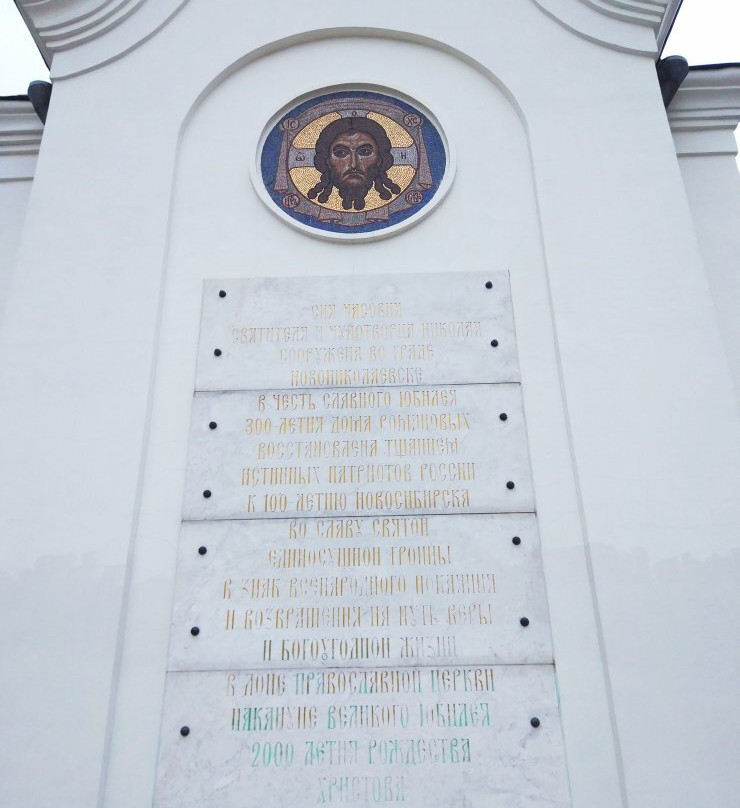 СИЯ ЧАСОВНЯ
СВЯТИТЕЛЯ И ЧУДОТВОРЦА НИКОЛАЯ
СООРУЖЕНА ВО ГРАДЕ
НОВОНИКОЛАЕВСКЕ
В ЧЕСТЬ СЛАВНОГО ЮБИЛЕЯ
300-ЛЕТИЯ ДОМА РОМАНОВЫХ
ВОССТАНОВЛЕНА ТЩАНИЕМ
ИСТИННЫХ ПАТРИОТОВ РОССИИ
К 100-ЛЕТИЮ НОВОСИБИРСКА
ВО СЛАВУ СВЯТОЙ
ЕДИНОСУЩНОЙ ТРОИЦЫ
В ЗНАК ВСЕНАРОДНОГО ПОКАЯНИЯ
И ВОЗВРАЩЕНИЯ НА ПУТЬ ВЕРЫ
И БОГОУГОДНОЙ ЖИЗНИ
В ЛОНЕ ПРАВОСЛАВНОЙ ЦЕРКВИ
НАКАНУНЕ ВЕЛИКОГО ЮБИЛЕЯ
2000 ЛЕТИЯ РОЖДЕСТВА
ХРИСТОВА